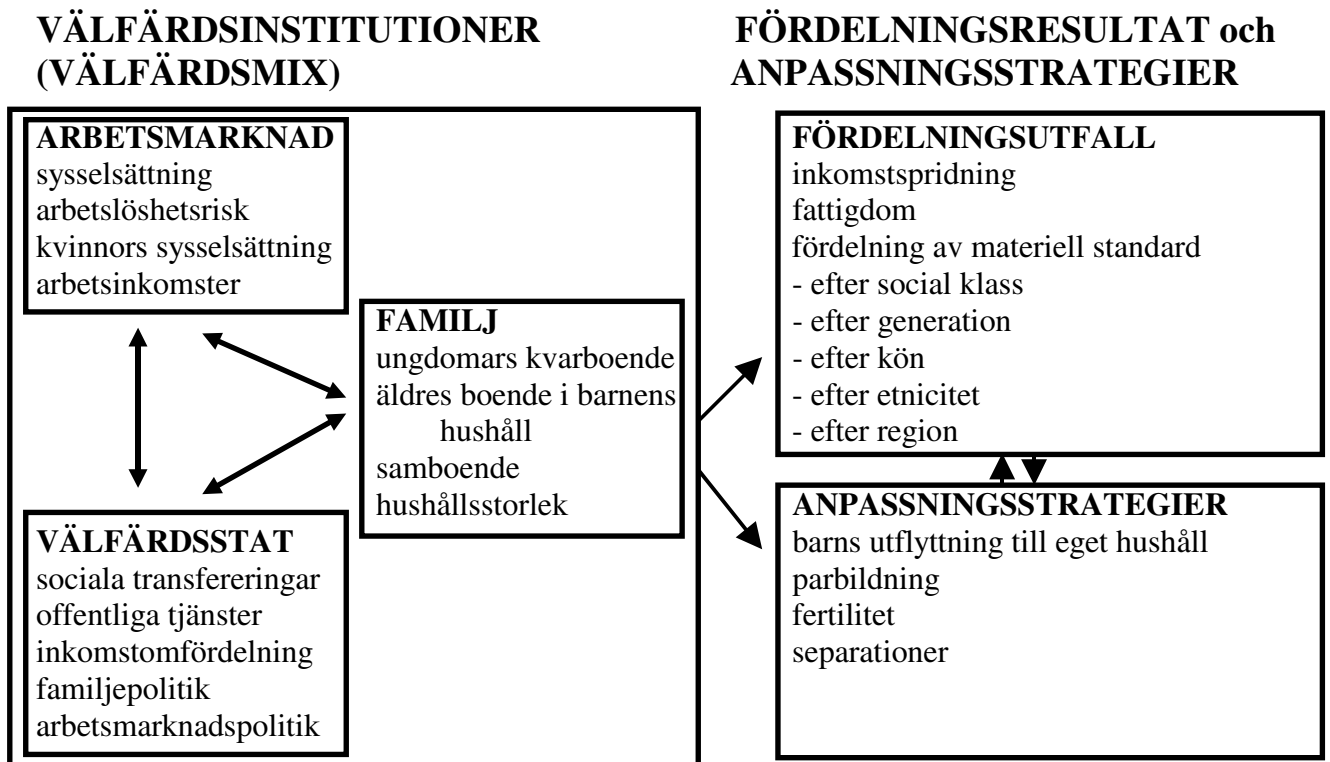 VÄLFÄRDSINSTITUTIONER
(VÄLFÄRDSMIX)
FÖRDELNINGSRESULTAT och
ANPASSNINGSSTRATEGIER
ARBETSMARKNAD
sysselsättning
arbetslöshetsrisk
kvinnors sysselsättning
arbetsinkomster
FAMILJ
ungdomars kvarboende
äldres boende i barnens
hushåll
samboende
hushållsstorlek
VÄLFÄRDSSTAT
sociala transfereringar
offentliga tjänster
inkomstomfördelning
familjepolitik
arbetsmarknadspolitik
FÖRDELNINGSUTFALL
inkomstspridning
fattigdom
fördelning av materiell standard
- efter social klass
- efter generation
- efter kön
- efter etnicitet
- efter region
ANPASSNINGSSTRATEGIER
barns utflyttning till eget hushåll
parbildning
fertilitet
separationer